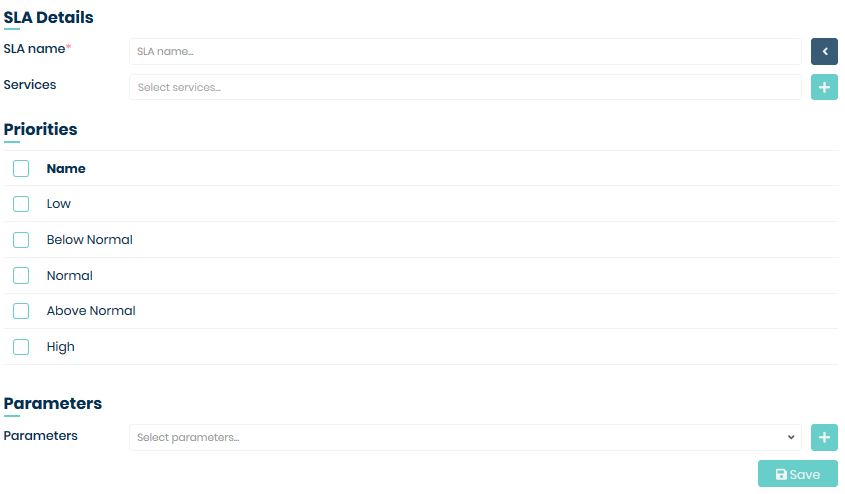 SLA Details
SLA name* SLA name...
Services Select services...
Priorities
Name
Low
Below Normal
Normal
Above Normal
High
Parameters
Parameters Select parameters...
Save